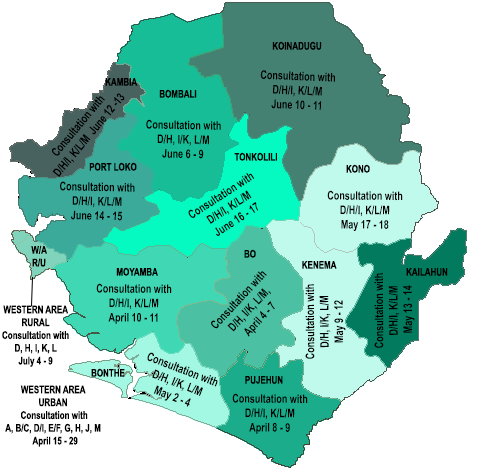 KOINADUGU
Consultation with
D/H/I, K/L/M
June 10 - 11
KAMBIA
Consultation with
D/H/I, K/L/M June 12 -13
BOMBALI
Consultation with
D/H, I/K, L/M
June 6 - 9
PORT LOKO
Consultation with
D/H/I, K/L/M
June 14 - 15
TONKOLILI
Consultation with
D/H/I, K/L/M
June 16 - 17
KONO
Consultation with
D/H/I, K/L/M
May 17 - 18
W/A
R/U
MOYAMBA
Consultation with
D/H/I, K/L/M
April 10 - 11
BO
Consultation with
D/H, I/K, L/M,
April 4 - 7
KENEMA
Consultation with
D/H, I/K, L/M
May 9 - 12
KAILAHUN
Consultation with
D/H/I, K/L/M
May 13 - 14
WESTERN AREA
RURAL
Consultation with
D, H, I, K, L
July 4 - 9
BONTHE
Consultation with
D/H, I/K, L/M
May 2 - 4
PUJEHUN
Consultation with
D/H/I, K/L/M
April 8 - 9
WESTERN AREA
URBAN
Consultation with
A, B/C, D/I, E/F, G, H, J, M
April 15 - 29